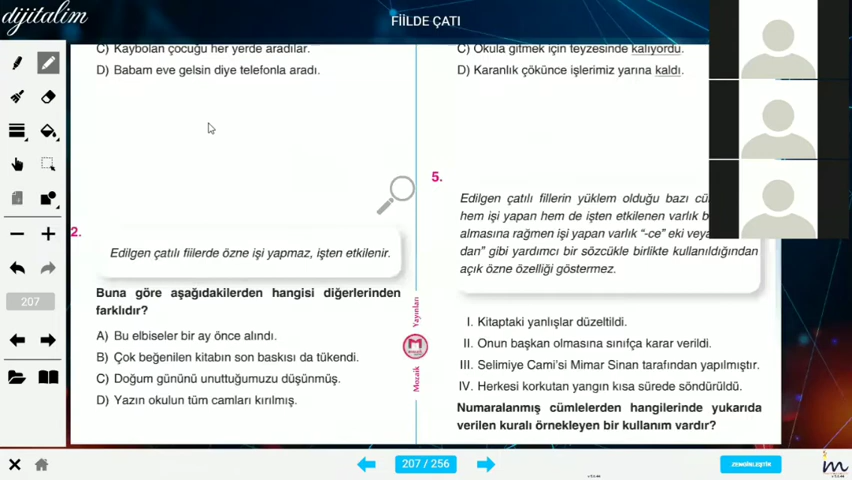 dijitalim
FİİLDE ÇATI
C) Kaybolan çocuğu her yerde aradılar.
D) Babam eve gelsin diye telefonla aradı.
2.
Edilgen çatılı fiilerde özne işi yapmaz, işten etkilenir.
Buna göre aşağıdakilerden hangisi diğerlerinden
farklıdır?
A) Bu elbiseler bir ay önce alındı.
B) Çok beğenilen kitabın son baskısı da tükendi.
C) Doğum gününü unuttuğumuzu düşünmüş.
D) Yazın okulun tüm camları kırılmış.
Mozaik Yayınları
C) Okula gitmek için teyzesinde kalıyordu.
D) Karanlık çökünce işlerimiz yarına kaldı.
5.
Edilgen çatılı fillerin yüklem olduğu bazı
hem işi yapan hem de işten etkilenen varlık
almasına rağmen işi yapan varlık “-ce” eki
dan” gibi yardımcı bir sözcükle birlikte kullanıldığından
açık özne özelliği göstermez.
I. Kitaptaki yanlışlar düzeltildi.
II. Onun başkan olmasına sınıfça karar verildi.
III. Selimiye Cami’si Mimar Sinan tarafından yapılmıştır.
IV. Herkesi korkutan yangın kısa sürede söndürüldü.
Numaralanmış cümlelerden hangilerinde yukarıda
verilen kuralı örnekleyen bir kullanım vardır?
207
207 / 256
ZENGİNLEŞTİR